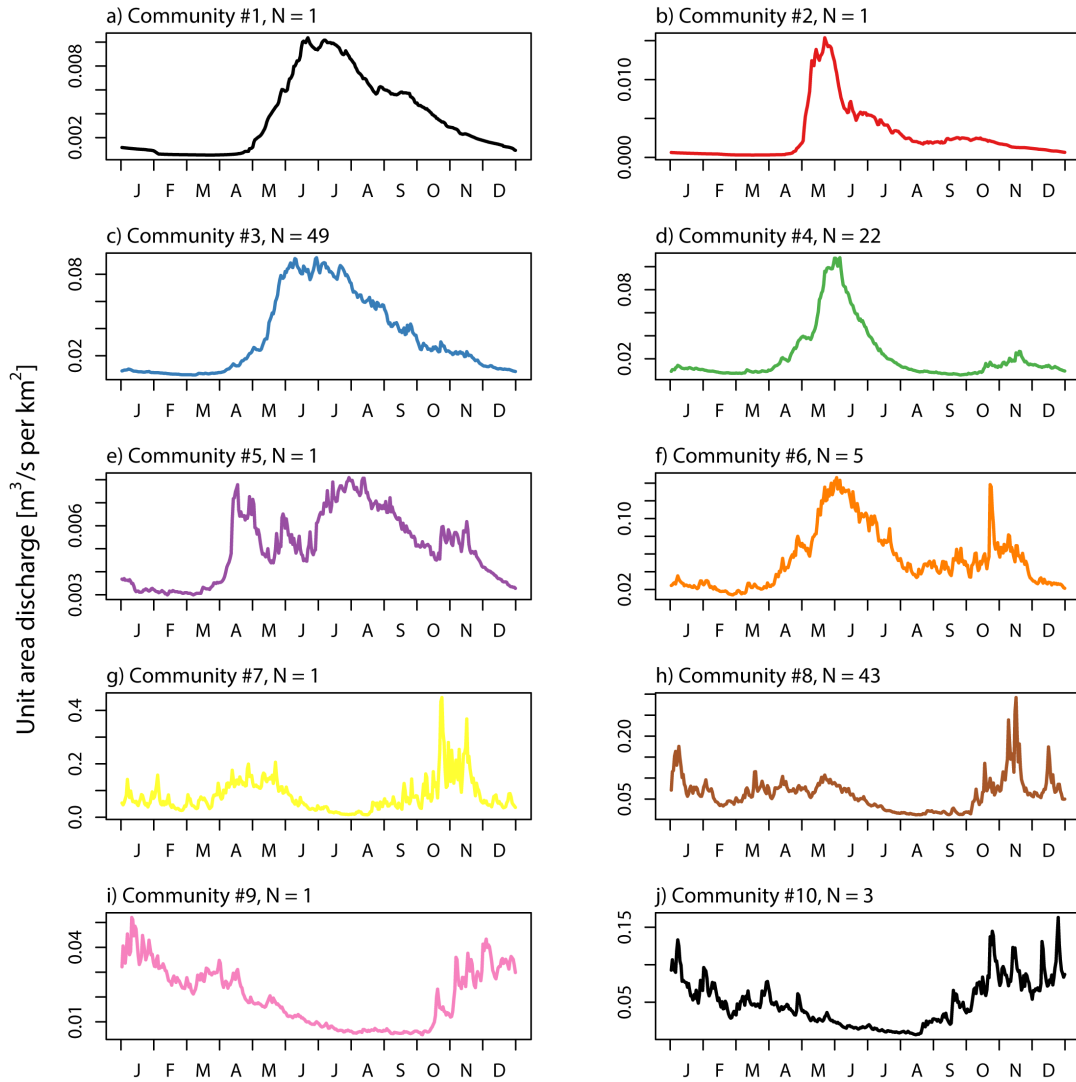 Unit area discharge [m³/s per km²]
a) Community #1, N = 1
0.008
0.002
J F M A M J J A S O N D
b) Community #2, N = 1
0.010
0.000
J F M A M J J A S O N D
c) Community #3, N = 49
0.08
0.02
J F M A M J J A S O N D
d) Community #4, N = 22
0.08
0.02
J F M A M J J A S O N D
e) Community #5, N = 1
0.006
0.003
J F M A M J J A S O N D
f) Community #6, N = 5
0.10
0.02
J F M A M J J A S O N D
g) Community #7, N = 1
0.4
0.2
0.0
J F M A M J J A S O N D
h) Community #8, N = 43
0.20
0.05
J F M A M J J A S O N D
i) Community #9, N = 1
0.04
0.01
J F M A M J J A S O N D
j) Community #10, N = 3
0.15
0.05
J F M A M J J A S O N D